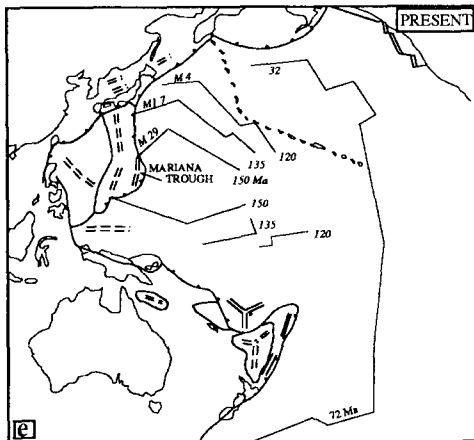 PRESENT
32
M 4
M17
M 29
MARIANA
TROUGH
135
120
150 Ma
150
135
120
72 Ma
e